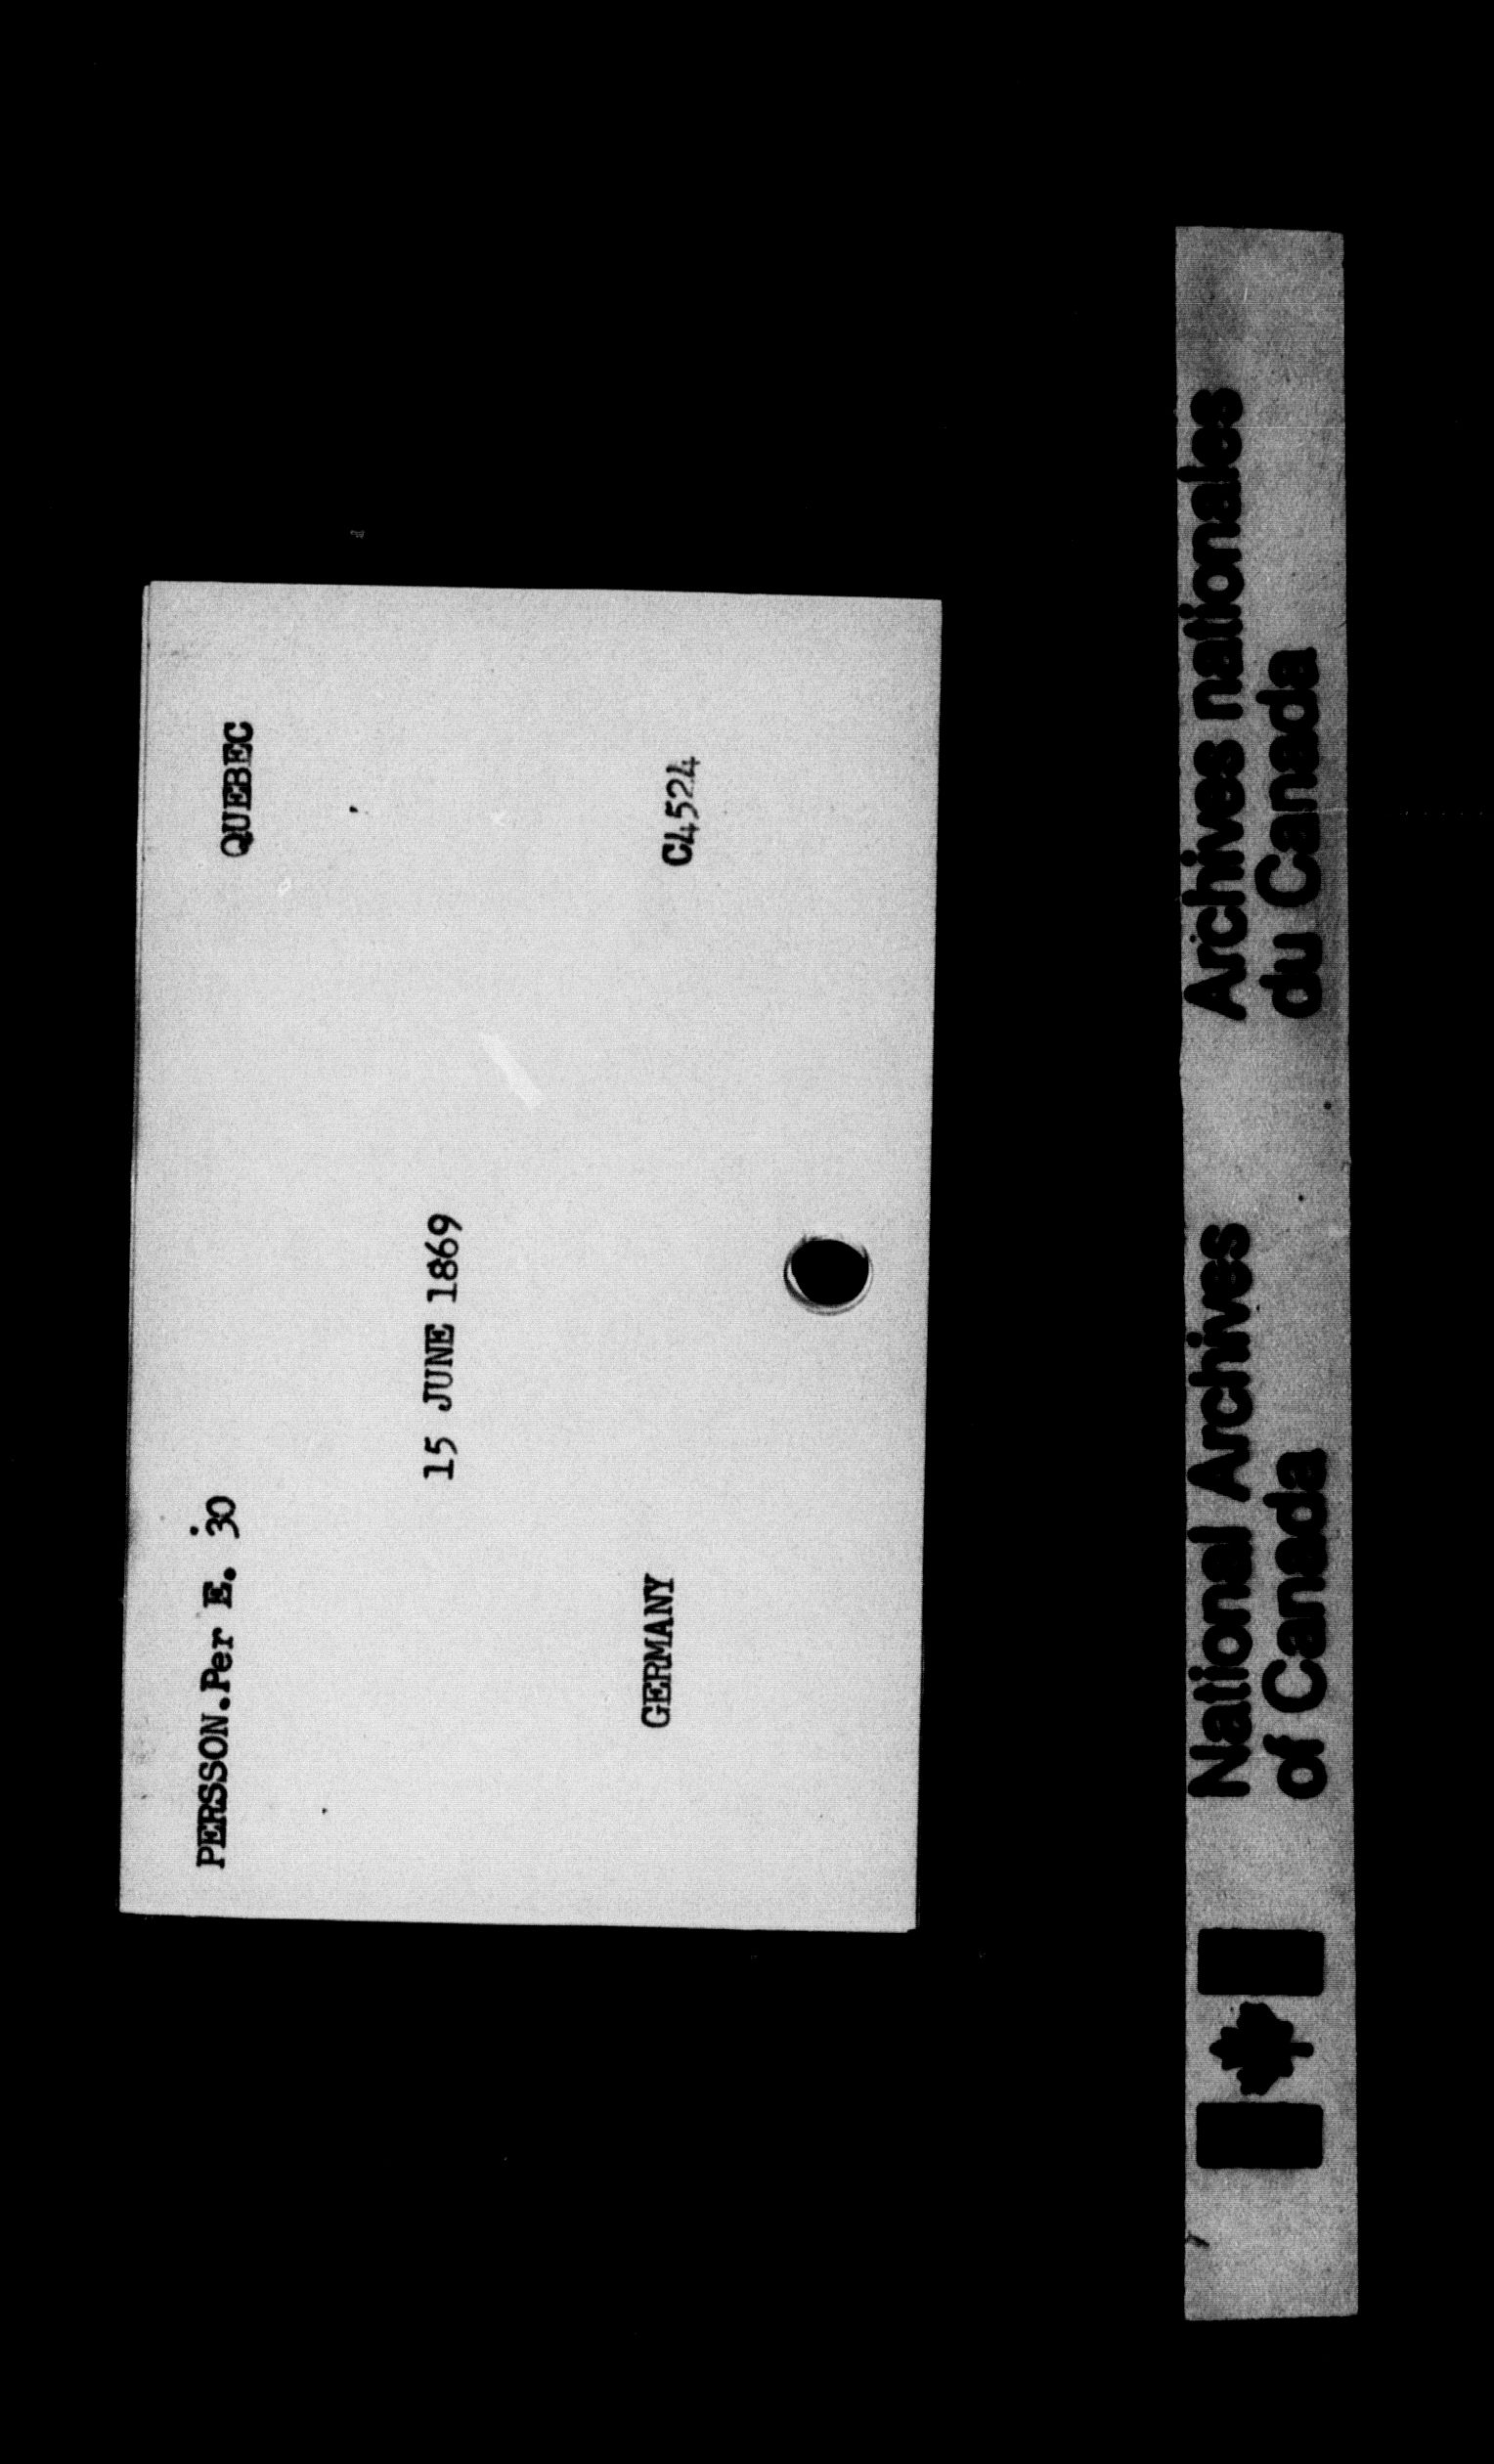 PERSSON.Per E. 30 QUEBEC
15 JUNE 1869
GERMANY C4524
National Archives Archives nationales
of Canada du Canada